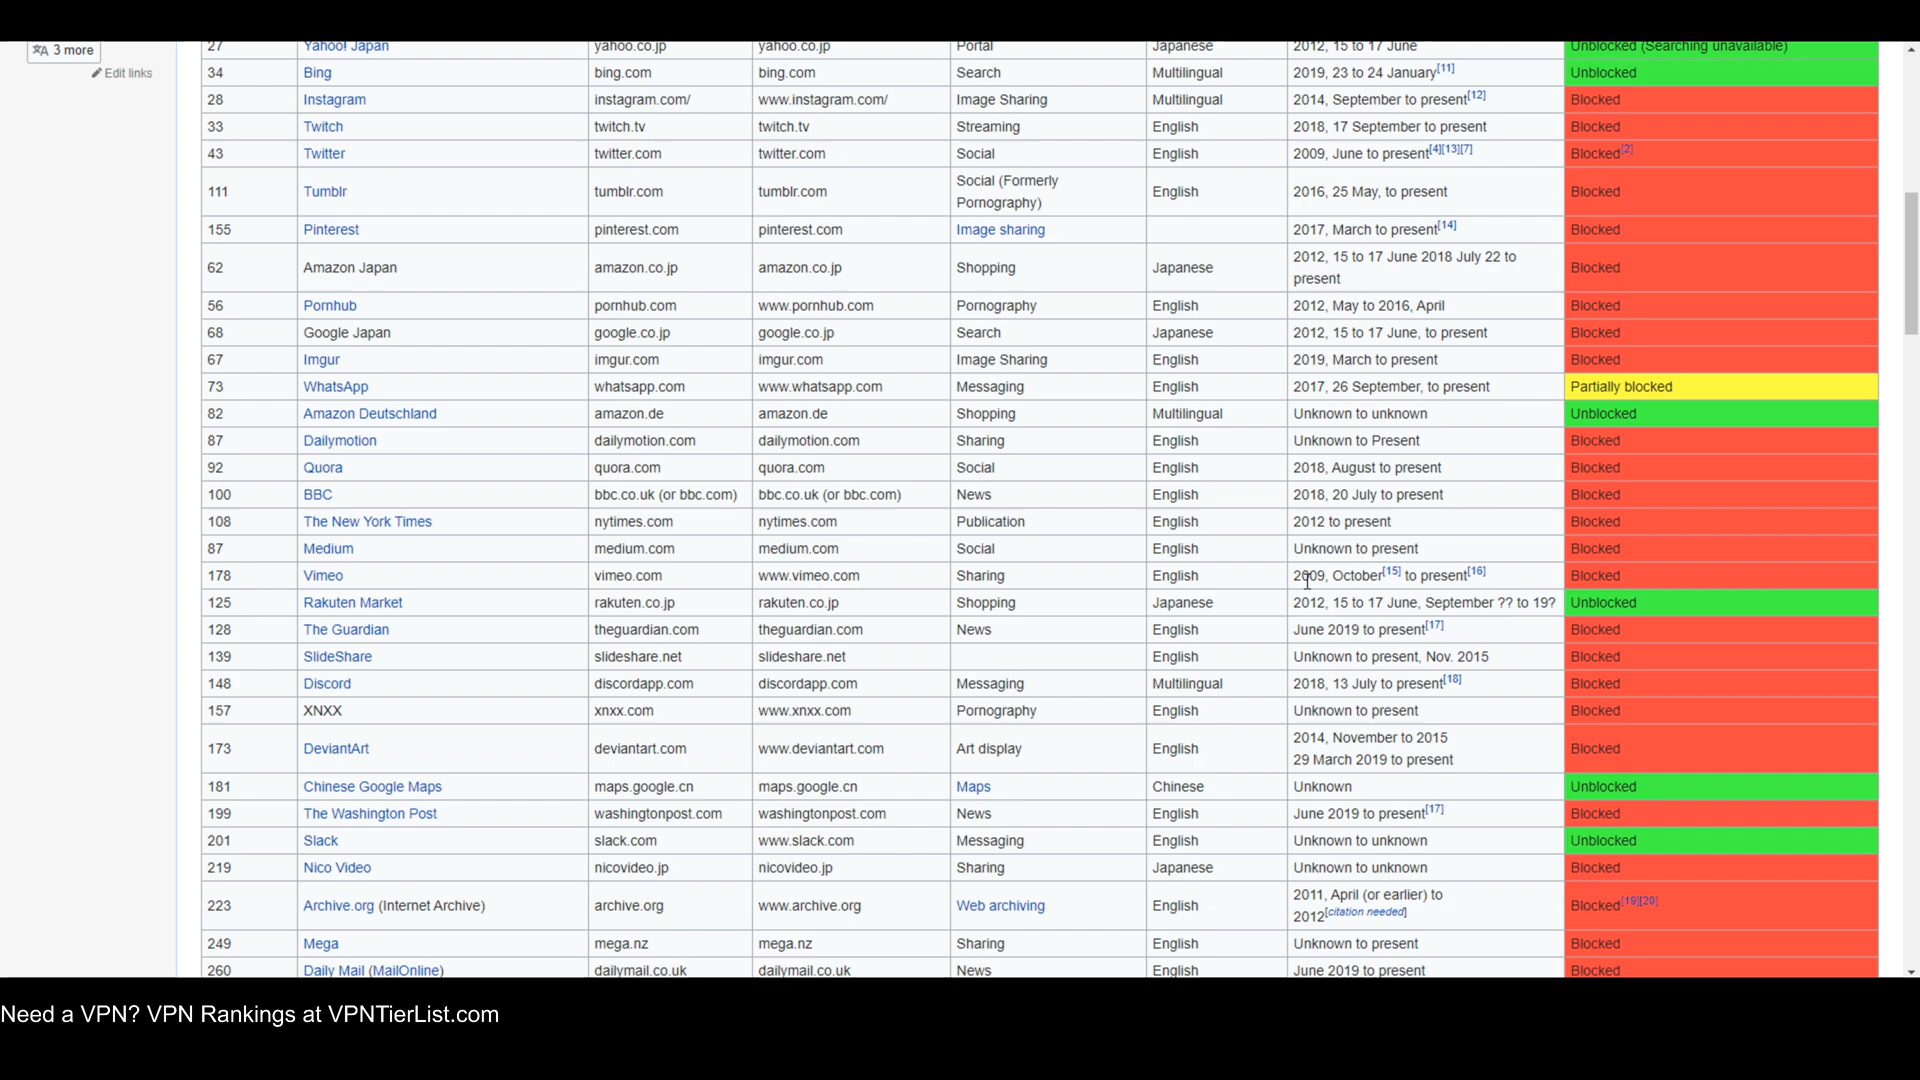 3 more
Edit links
27 Yahoo! Japan yahoo.co.jp yahoo.co.jp Portal Japanese 2012, 15 to 17 June Unblocked (Searching unavailable)
34 Bing bing.com bing.com Search Multilingual 2019, 23 to 24 January[11] Unblocked
28 Instagram instagram.com/ www.instagram.com/ Image Sharing Multilingual 2014, September to present[12] Blocked
33 Twitch twitch.tv twitch.tv Streaming English 2018, 17 September to present Blocked
43 Twitter twitter.com twitter.com Social English 2009, June to present[4][13][7] Blocked[2]
111 Tumblr tumblr.com tumblr.com Social (Formerly
Pornography) English 2016, 25 May, to present Blocked
155 Pinterest pinterest.com pinterest.com Image sharing 2017, March to present[14] Blocked
62 Amazon Japan amazon.co.jp amazon.co.jp Shopping Japanese 2012, 15 to 17 June 2018 July 22 to
present Blocked
56 Pornhub pornhub.com www.pornhub.com Pornography English 2012, May to 2016, April Blocked
68 Google Japan google.co.jp google.co.jp Search Japanese 2012, 15 to 17 June, to present Blocked
67 Imgur imgur.com imgur.com Image Sharing English 2019, March to present Blocked
73 WhatsApp whatsapp.com www.whatsapp.com Messaging English 2017, 26 September, to present Partially blocked
82 Amazon Deutschland amazon.de amazon.de Shopping Multilingual Unknown to unknown Unblocked
87 Dailymotion dailymotion.com dailymotion.com Sharing English Unknown to Present Blocked
92 Quora quora.com quora.com Social English 2018, August to present Blocked
100 BBC bbc.co.uk (or bbc.com) bbc.co.uk (or bbc.com) News English 2018, 20 July to present Blocked
108 The New York Times nytimes.com nytimes.com Publication English 2012 to present Blocked
87 Medium medium.com medium.com Social English Unknown to present Blocked
178 Vimeo vimeo.com www.vimeo.com Sharing English 2009, October[15] to present[16] Blocked
125 Rakuten Market rakuten.co.jp rakuten.co.jp Shopping Japanese 2012, 15 to 17 June, September ?? to 19? Unblocked
128 The Guardian theguardian.com theguardian.com News English June 2019 to present[17] Blocked
139 SlideShare slideshare.net slideshare.net English Unknown to present, Nov. 2015 Blocked
148 Discord discordapp.com discordapp.com Messaging Multilingual 2018, 13 July to present[18] Blocked
157 XNXX xnxx.com www.xnxx.com Pornography English Unknown to present Blocked
173 DeviantArt deviantart.com www.deviantart.com Art display English 2014, November to 2015
29 March 2019 to present Blocked
181 Chinese Google Maps maps.google.cn maps.google.cn Maps Chinese Unknown Unblocked
199 The Washington Post washingtonpost.com washingtonpost.com News English June 2019 to present[17] Blocked
201 Slack slack.com www.slack.com Messaging English Unknown to unknown Unblocked
219 Nico Video nicovideo.jp nicovideo.jp Sharing Japanese Unknown to unknown Blocked
223 Archive.org (Internet Archive) archive.org www.archive.org Web archiving English 2011, April (or earlier) to
2012[citation needed] Blocked[19][20]
249 Mega mega.nz mega.nz Sharing English Unknown to present Blocked
260 Daily Mail (MailOnline) dailymail.co.uk dailymail.co.uk News English June 2019 to present Blocked
Need a VPN? VPN Rankings at VPNTierList.com